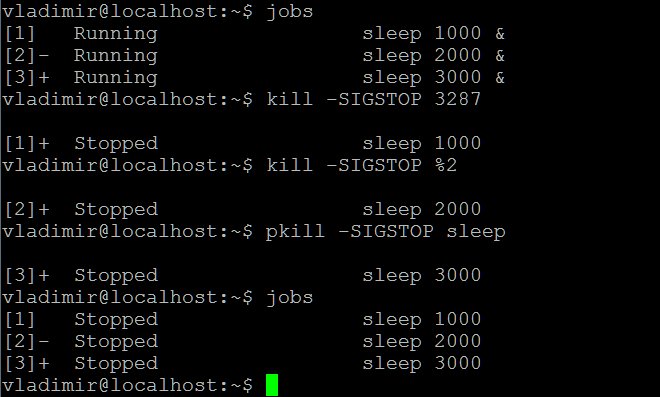 vladimir@localhost:~$ jobs
[1]   Running                 sleep 1000 &
[2]-  Running                 sleep 2000 &
[3]+  Running                 sleep 3000 &
vladimir@localhost:~$ kill -SIGSTOP 3287
[1]+  Stopped                 sleep 1000
vladimir@localhost:~$ kill -SIGSTOP %2
[2]+  Stopped                 sleep 2000
vladimir@localhost:~$ pkill -SIGSTOP sleep
[3]+  Stopped                 sleep 3000
vladimir@localhost:~$ jobs
[1]   Stopped                 sleep 1000
[2]-  Stopped                 sleep 2000
[3]+  Stopped                 sleep 3000
vladimir@localhost:~$